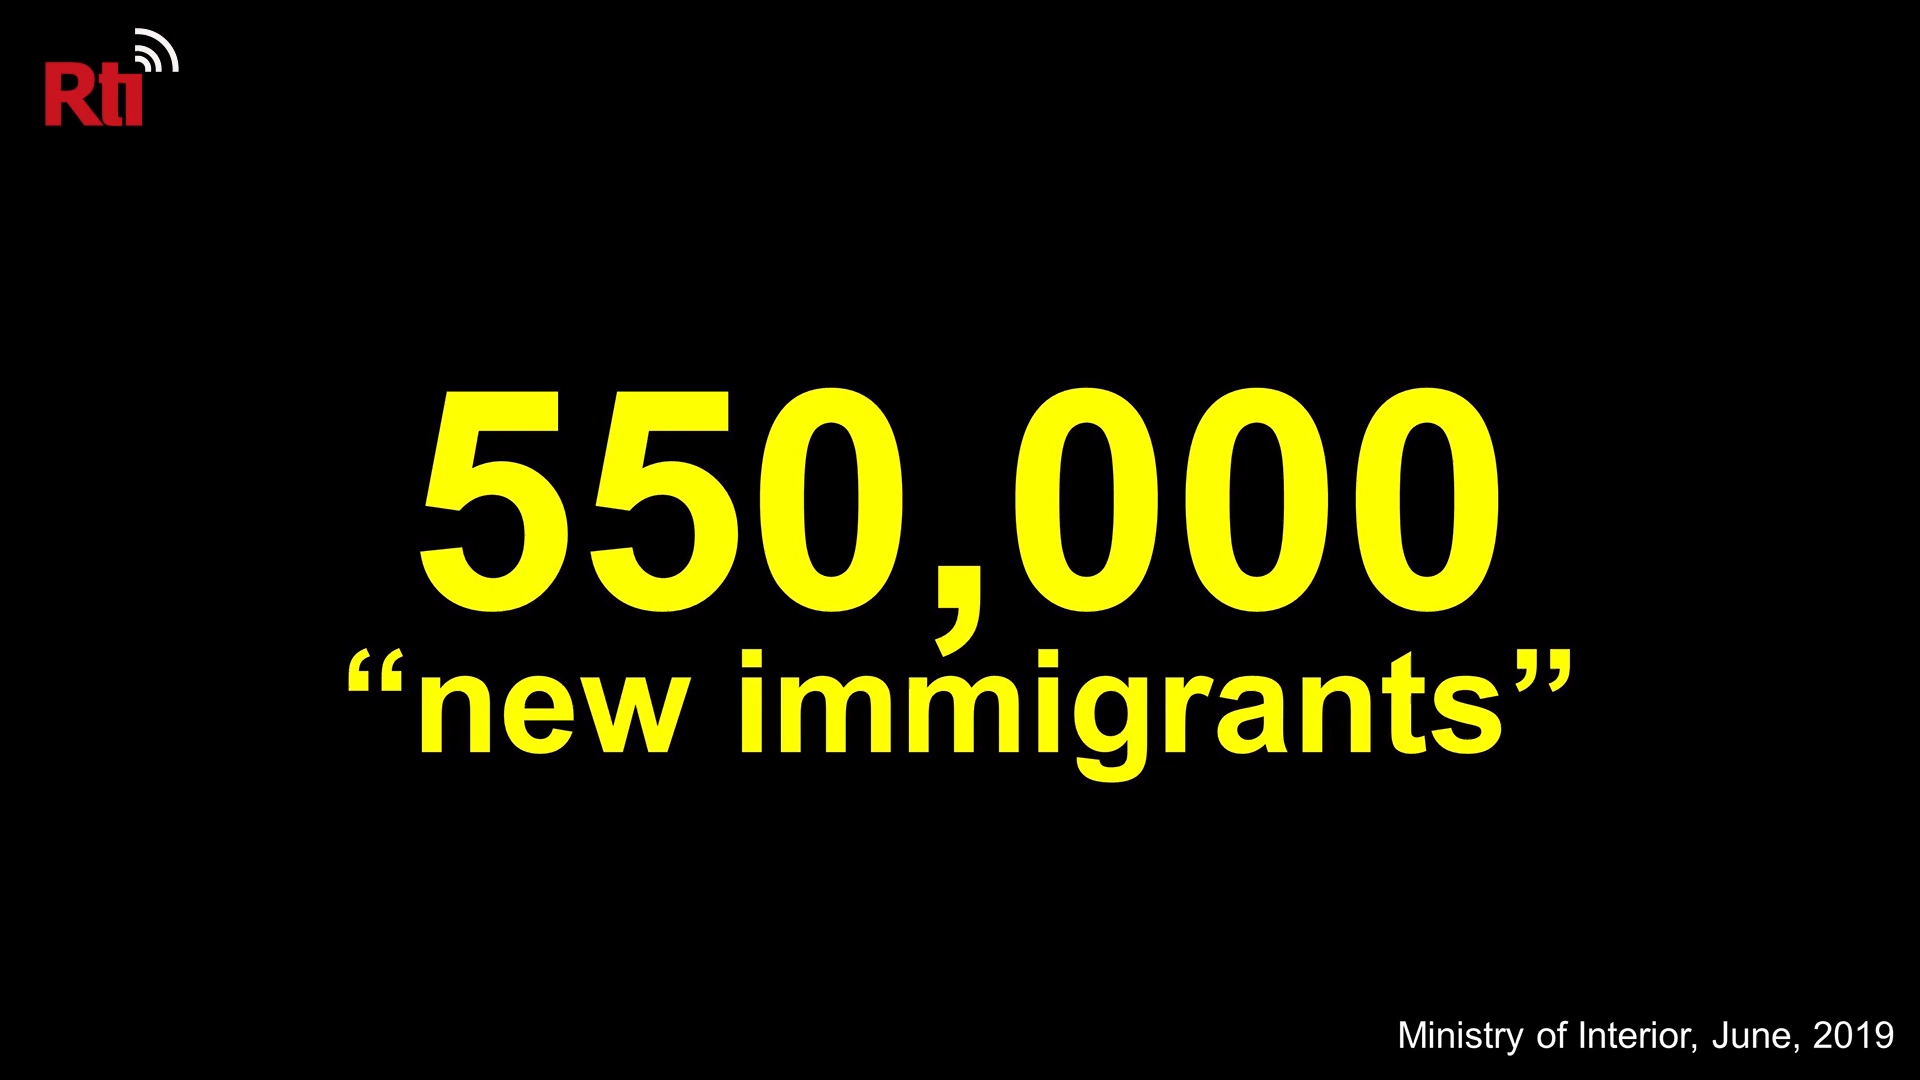 Rti
550,000
“new immigrants”
Ministry of Interior, June, 2019